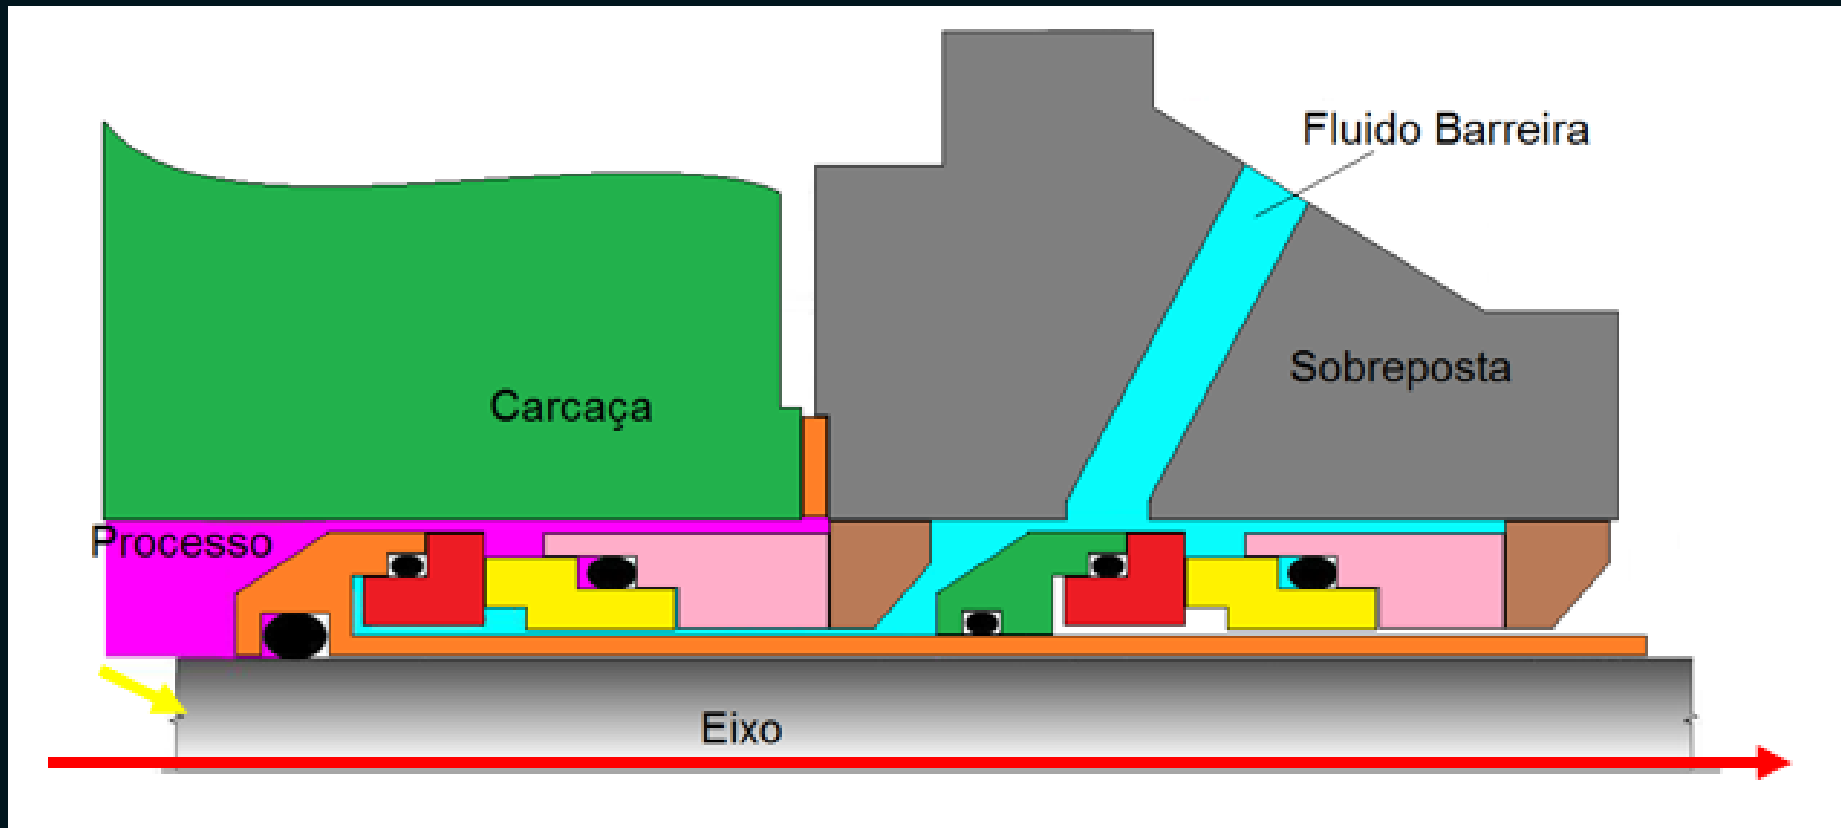 Fluido Barreira
Sobreposta
Carcaça
Processo
Eixo